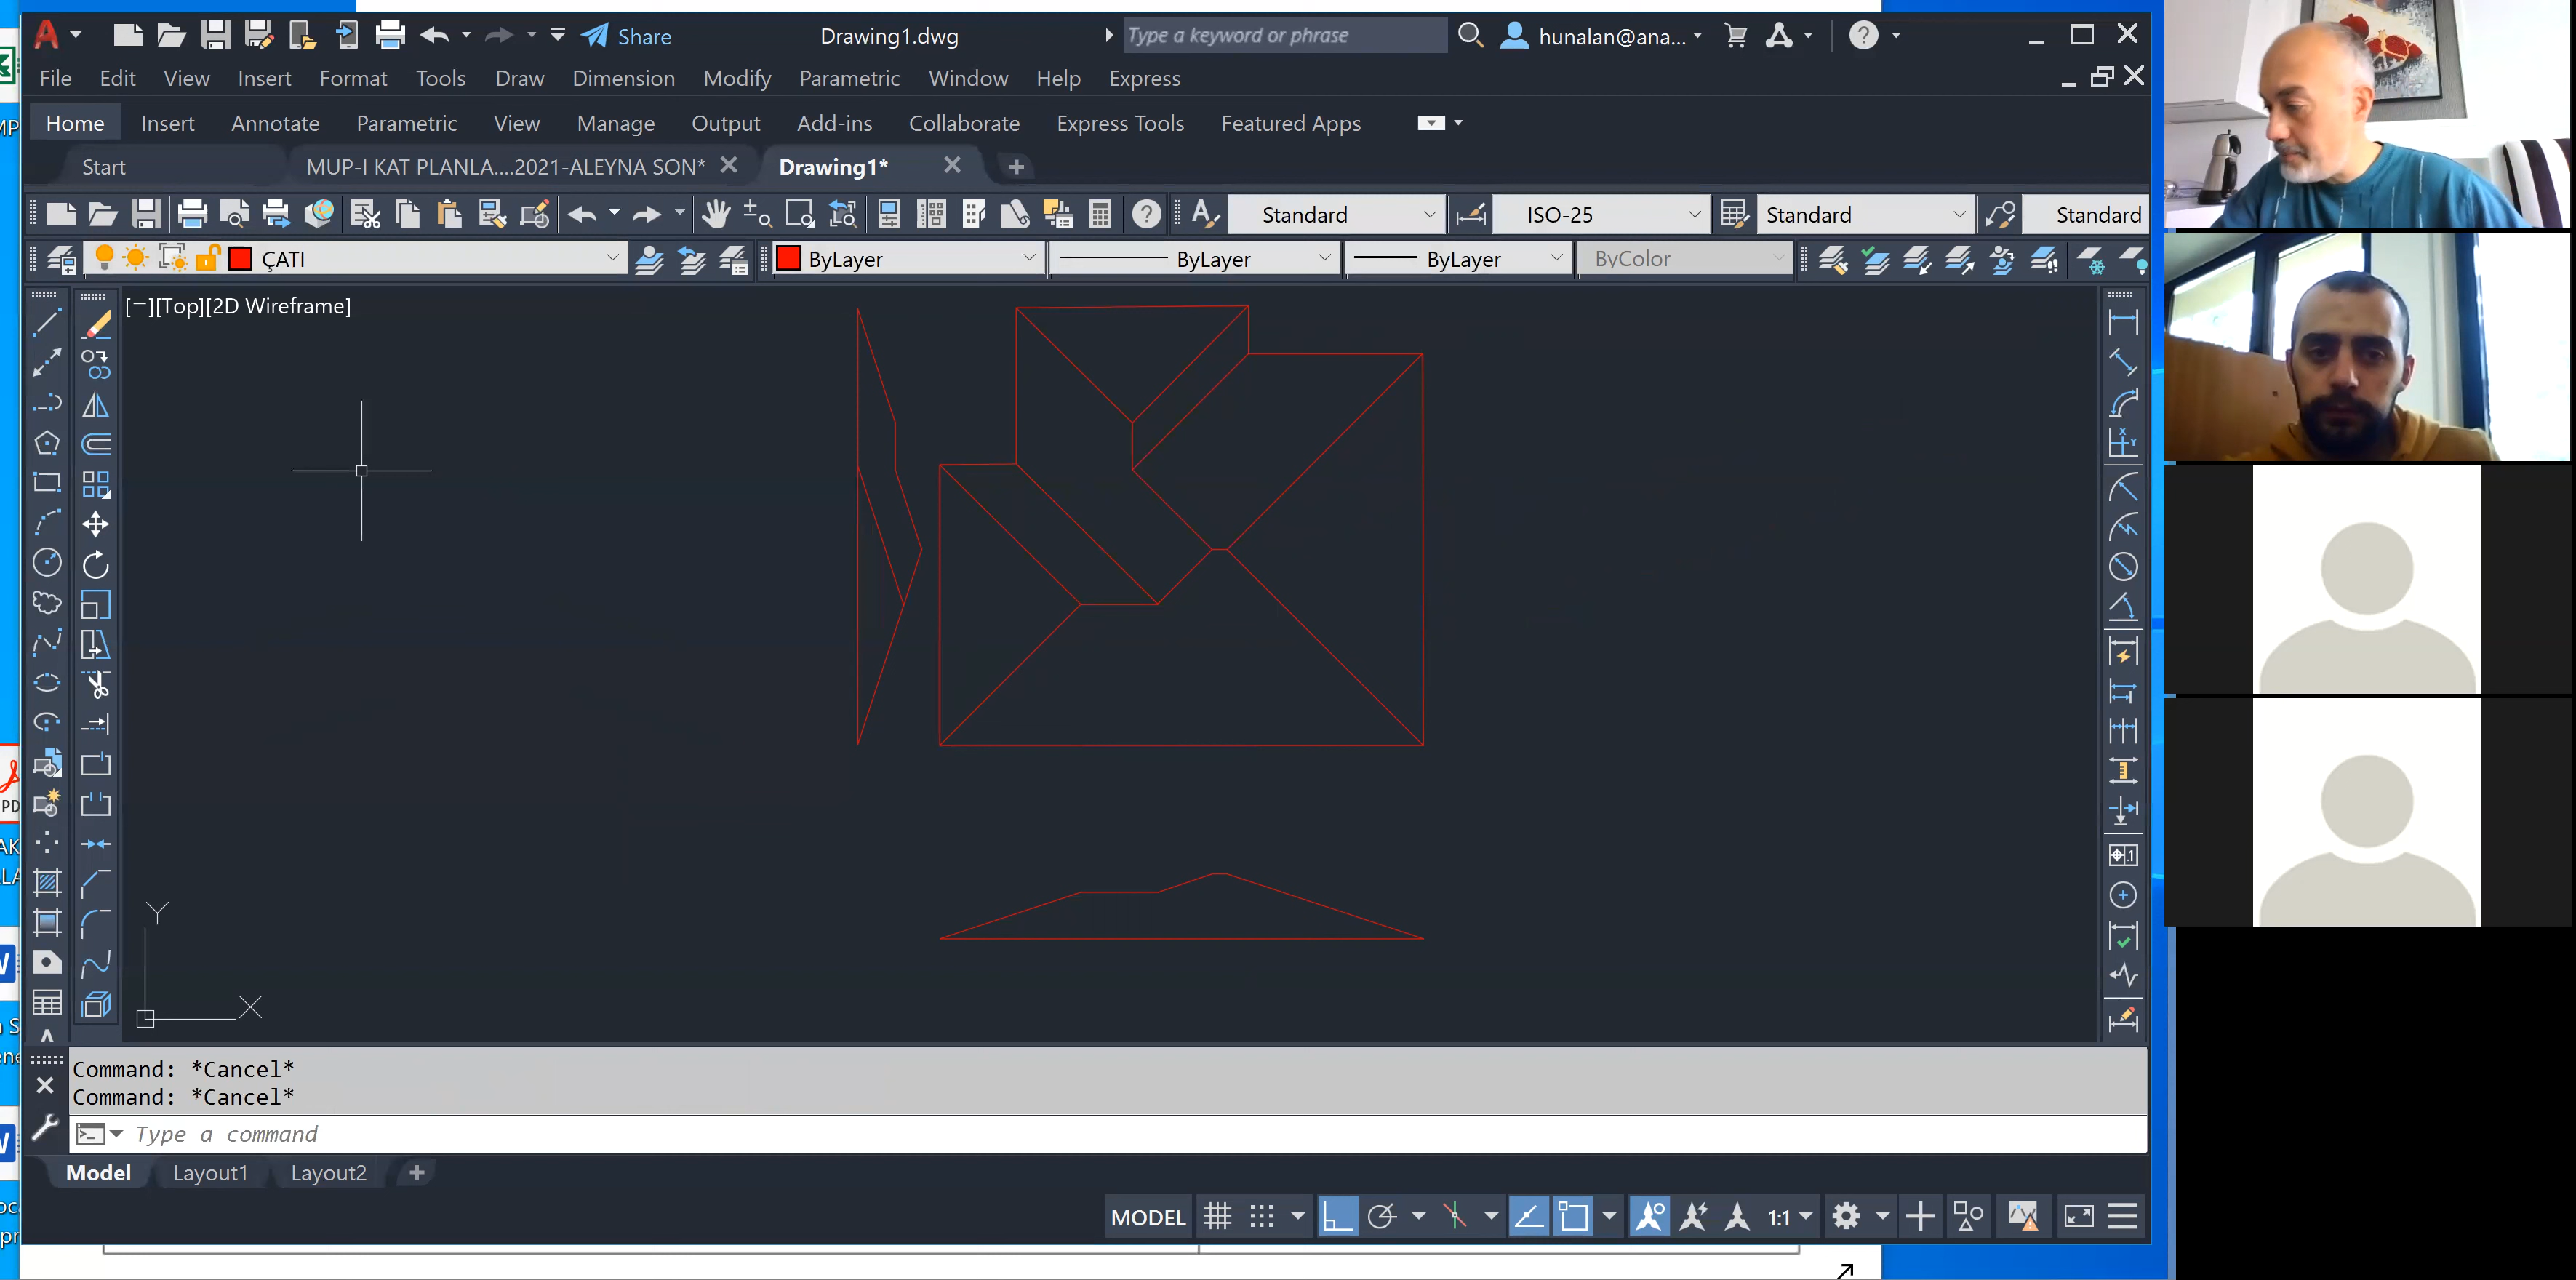 Share
Drawing1.dwg
Type a keyword or phrase
hunalan@ana...
File Edit View Insert Format Tools Draw Dimension Modify Parametric Window Help Express
Home Insert Annotate Parametric View Manage Output Add-ins Collaborate Express Tools Featured Apps
Start
MUP-I KAT PLANLA....2021-ALEYNA SON*
Drawing1*
Standard ISO-25 Standard Standard
ÇATI ByLayer ByLayer ByLayer ByColor
[−][Top][2D Wireframe]
Y
X
Command: *Cancel*
Command: *Cancel*
Type a command
Model Layout1 Layout2
MODEL 1:1